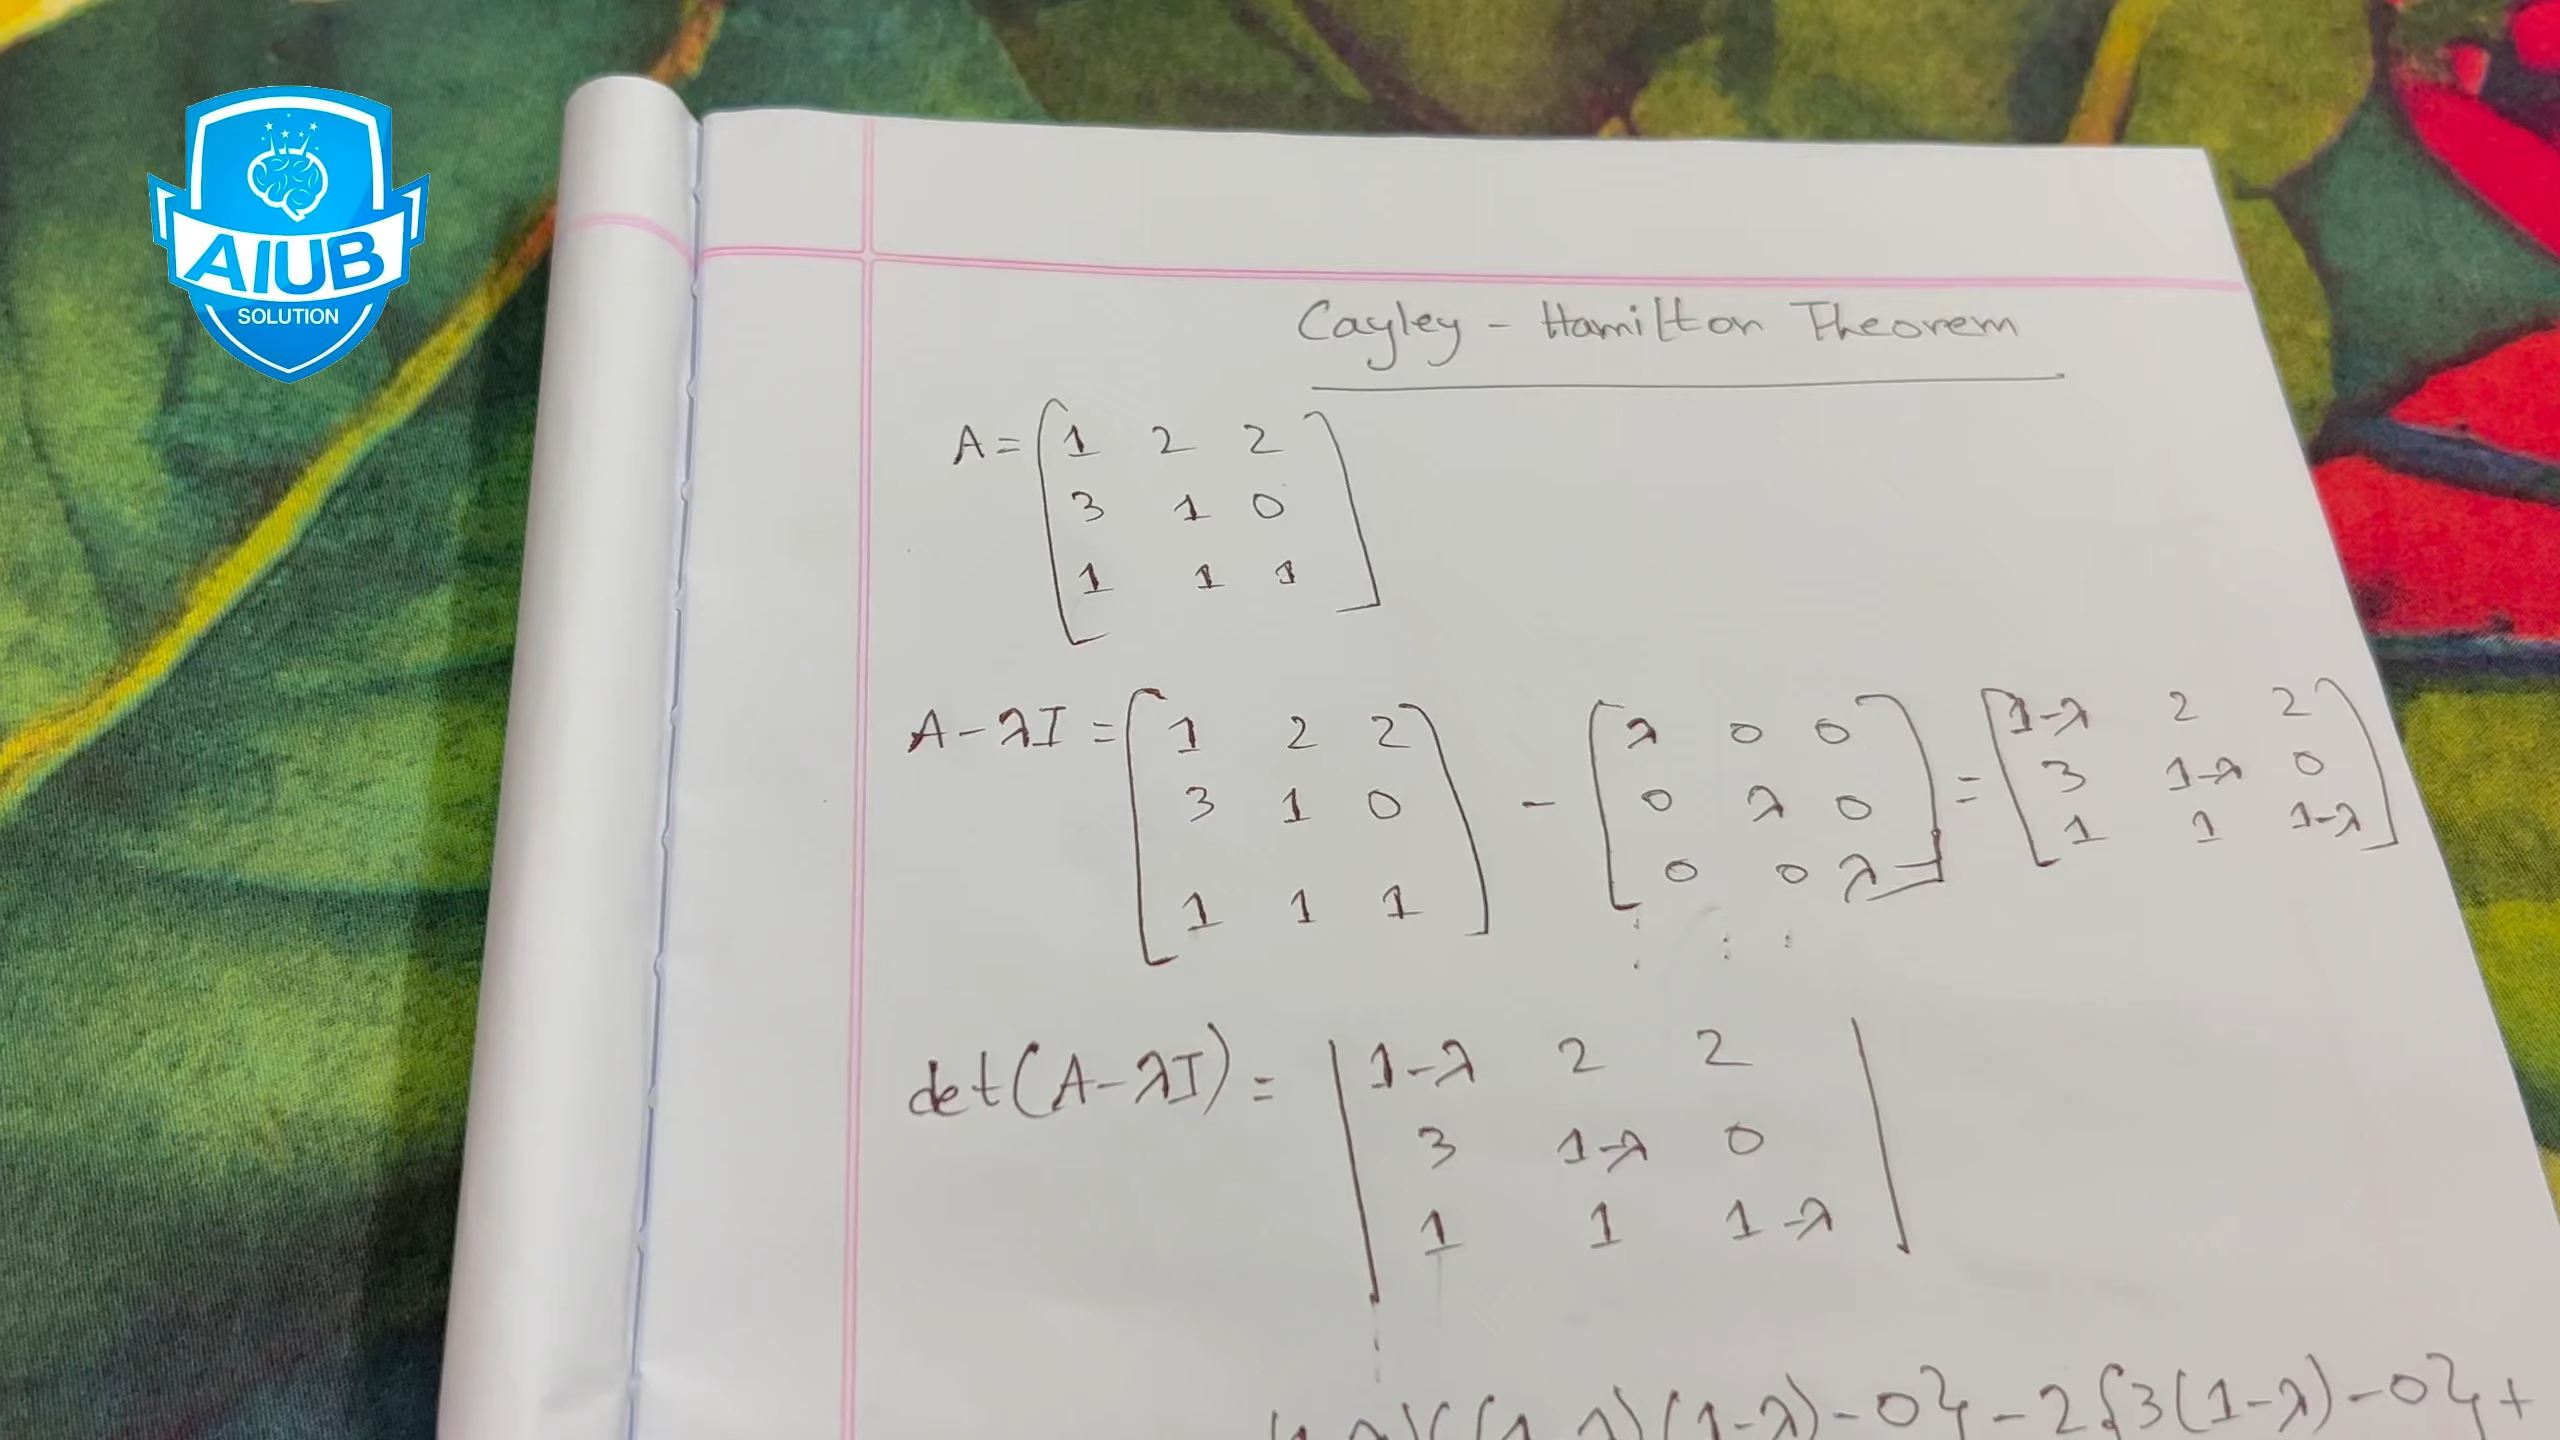 AIUB
SOLUTION
Cayley - Hamilton Theorem
A = [1 2 2
3 1 0
1 1 1]
A - λI = [1 2 2
3 1 0
1 1 1] - [λ 0 0
0 λ 0
0 0 λ] = [1-λ 2 2
3 1-λ 0
1 1 1-λ]
det(A-λI) = |1-λ 2 2
3 1-λ 0
1 1 1-λ|
(1-λ) - 0} - 2{3(1-λ) - 0} +